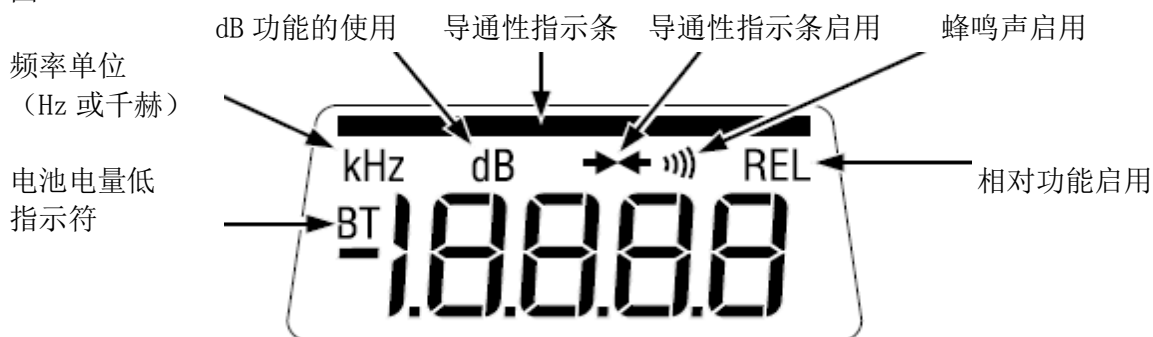 dB 功能的使用 导通性指示条 导通性指示条启用 蜂鸣声启用
频率单位
（Hz 或千赫）
kHz dB REL
电池电量低
指示符
相对功能启用
BT
1.8.8.8.8